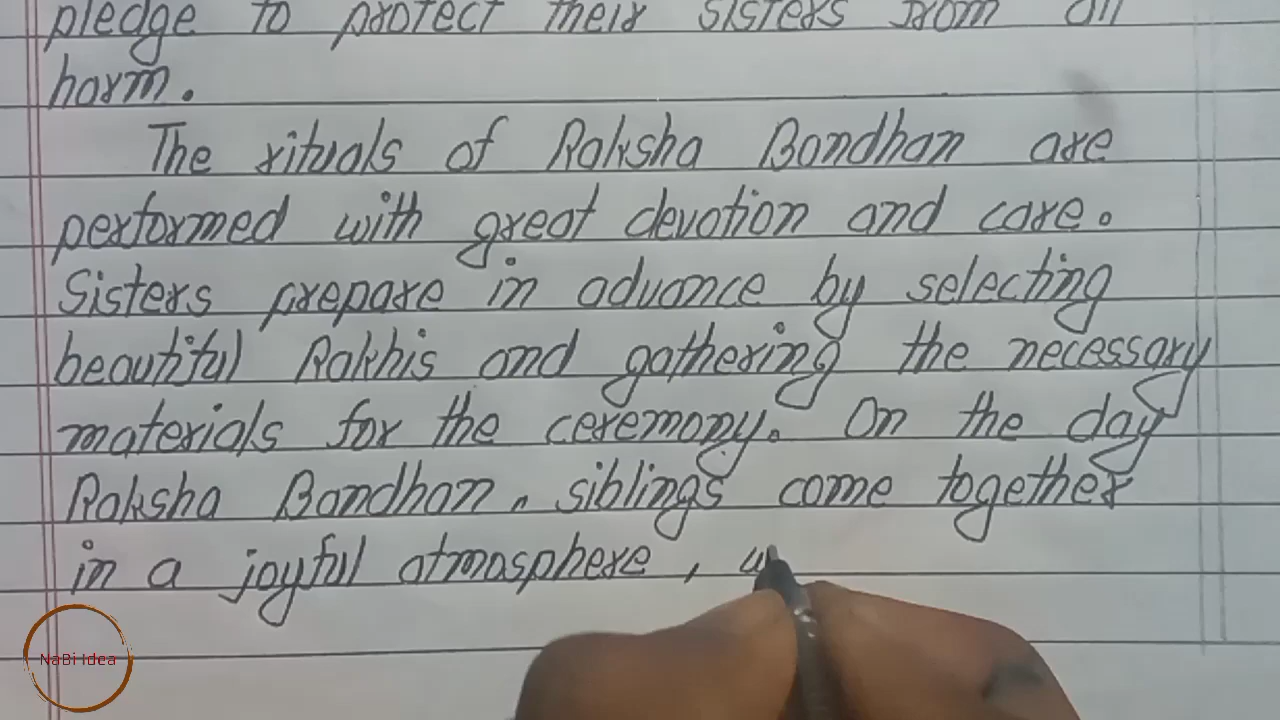 pledge to protect their sisters from all
harm.
The rituals of Raksha Bandhan are
performed with great devotion and care.
Sisters prepare in advance by selecting
beautiful Rakhis and gathering the necessary
materials for the ceremony. On the day
Raksha Bandhan, siblings come together
in a joyful atmosphere,
NaBi Idea